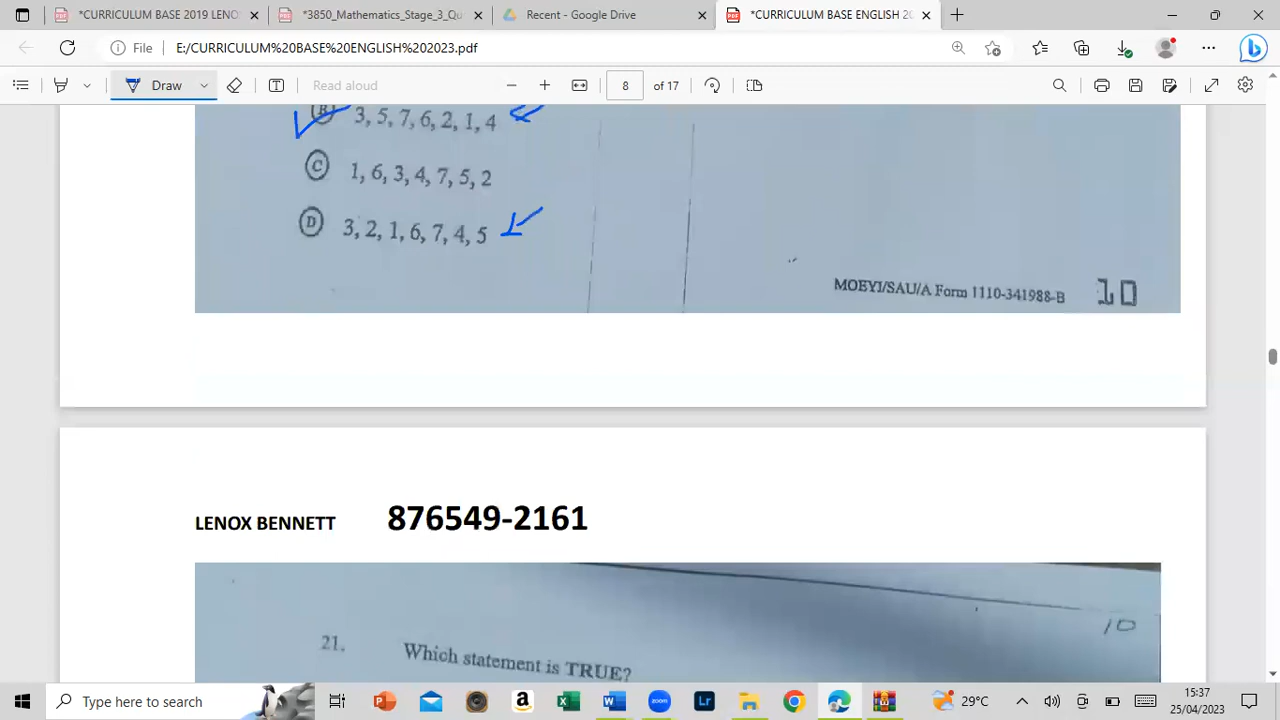 *CURRICULUM BASE 2019 LENO
*3850_Mathematics_Stage_3_Qu
Recent - Google Drive
*CURRICULUM BASE ENGLISH 20
File
E:/CURRICULUM%20BASE%20ENGLISH%202023.pdf
Draw
Read aloud
8
of 17
B 3, 5, 7, 6, 2, 1, 4
C 1, 6, 3, 4, 7, 5, 2
D 3, 2, 1, 6, 7, 4, 5
MOEYI/SAU/A Form 1110-341988-B 10
LENOX BENNETT 876549-2161
10
21. Which statement is TRUE?
Type here to search
29°C
15:37
25/04/2023